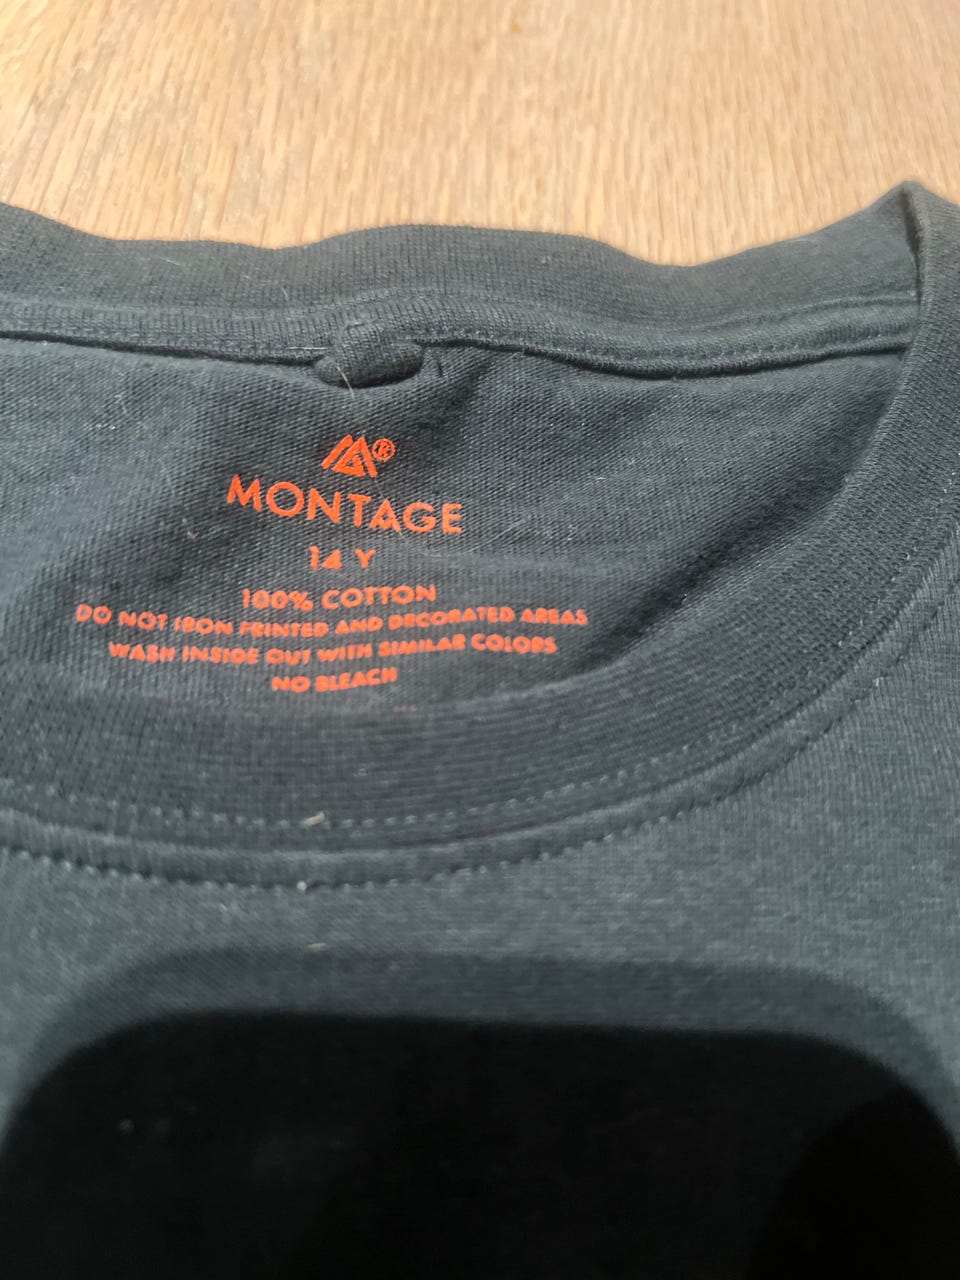 MONTAGE
14 Y
100% COTTON
DO NOT IRON PRINTED AND DECORATED AREAS
WASH INSIDE OUT WITH SIMILAR COLORS
NO BLEACH